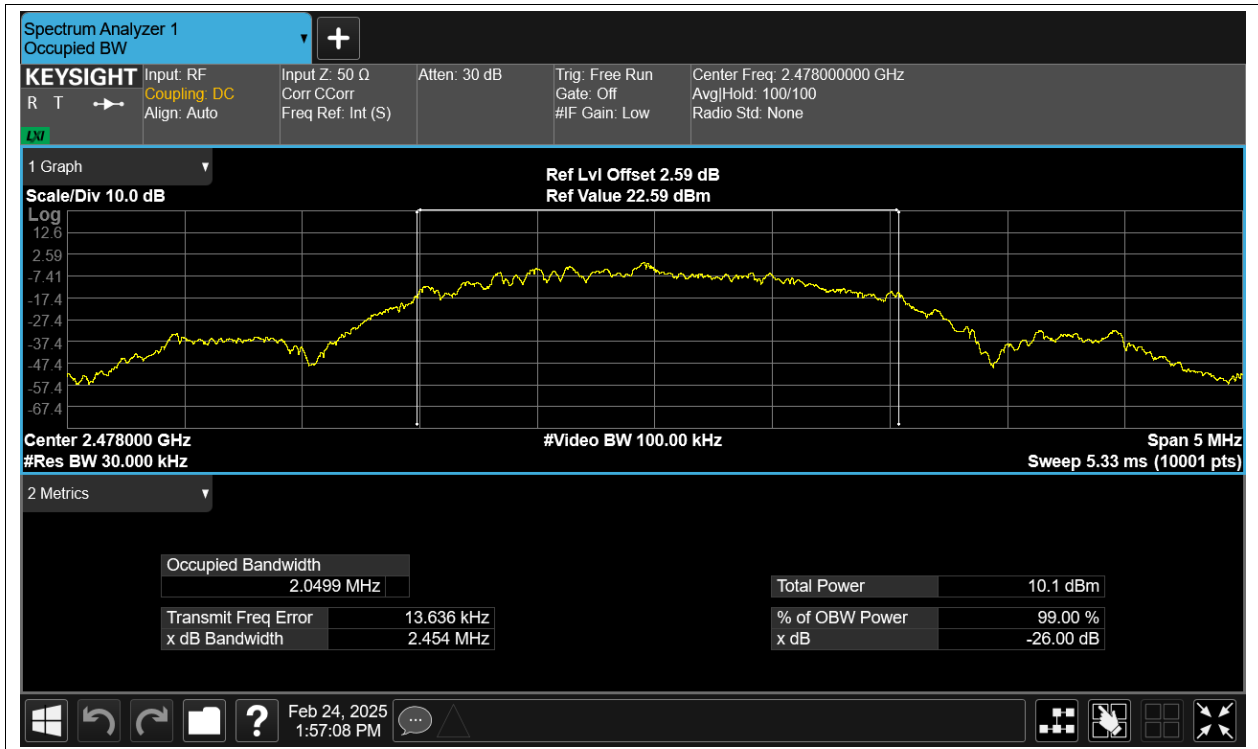 Spectrum Analyzer 1
Occupied BW
+
KEYSIGHT
R T
LXI
Input: RF
Coupling: DC
Align: Auto
Input Z: 50 Ω
Corr CCorr
Freq Ref: Int (S)
Atten: 30 dB
Trig: Free Run
Gate: Off
#IF Gain: Low
Center Freq: 2.478000000 GHz
Avg|Hold: 100/100
Radio Std: None
1 Graph
Scale/Div 10.0 dB
Ref Lvl Offset 2.59 dB
Ref Value 22.59 dBm
Log
12.6
2.59
-7.41
-17.4
-27.4
-37.4
-47.4
-57.4
-67.4
Center 2.478000 GHz
#Video BW 100.00 kHz
Span 5 MHz
#Res BW 30.000 kHz
Sweep 5.33 ms (10001 pts)
2 Metrics
Occupied Bandwidth
2.0499 MHz
Transmit Freq Error 13.636 kHz
x dB Bandwidth 2.454 MHz
Total Power 10.1 dBm
% of OBW Power 99.00 %
x dB -26.00 dB
?
Feb 24, 2025
1:57:08 PM